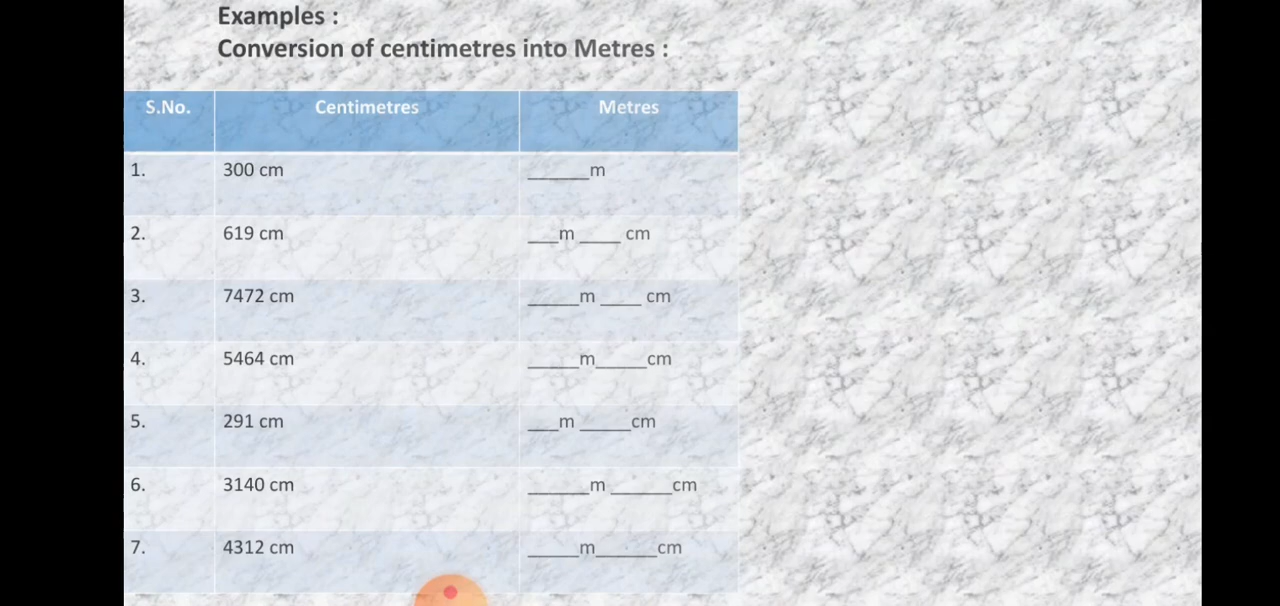 Examples :
Conversion of centimetres into Metres :
S.No. Centimetres Metres
1. 300 cm ______m
2. 619 cm ___m ____ cm
3. 7472 cm _____m ____ cm
4. 5464 cm _____m_____cm
5. 291 cm ___m _____cm
6. 3140 cm ______m ______cm
7. 4312 cm _____m______cm